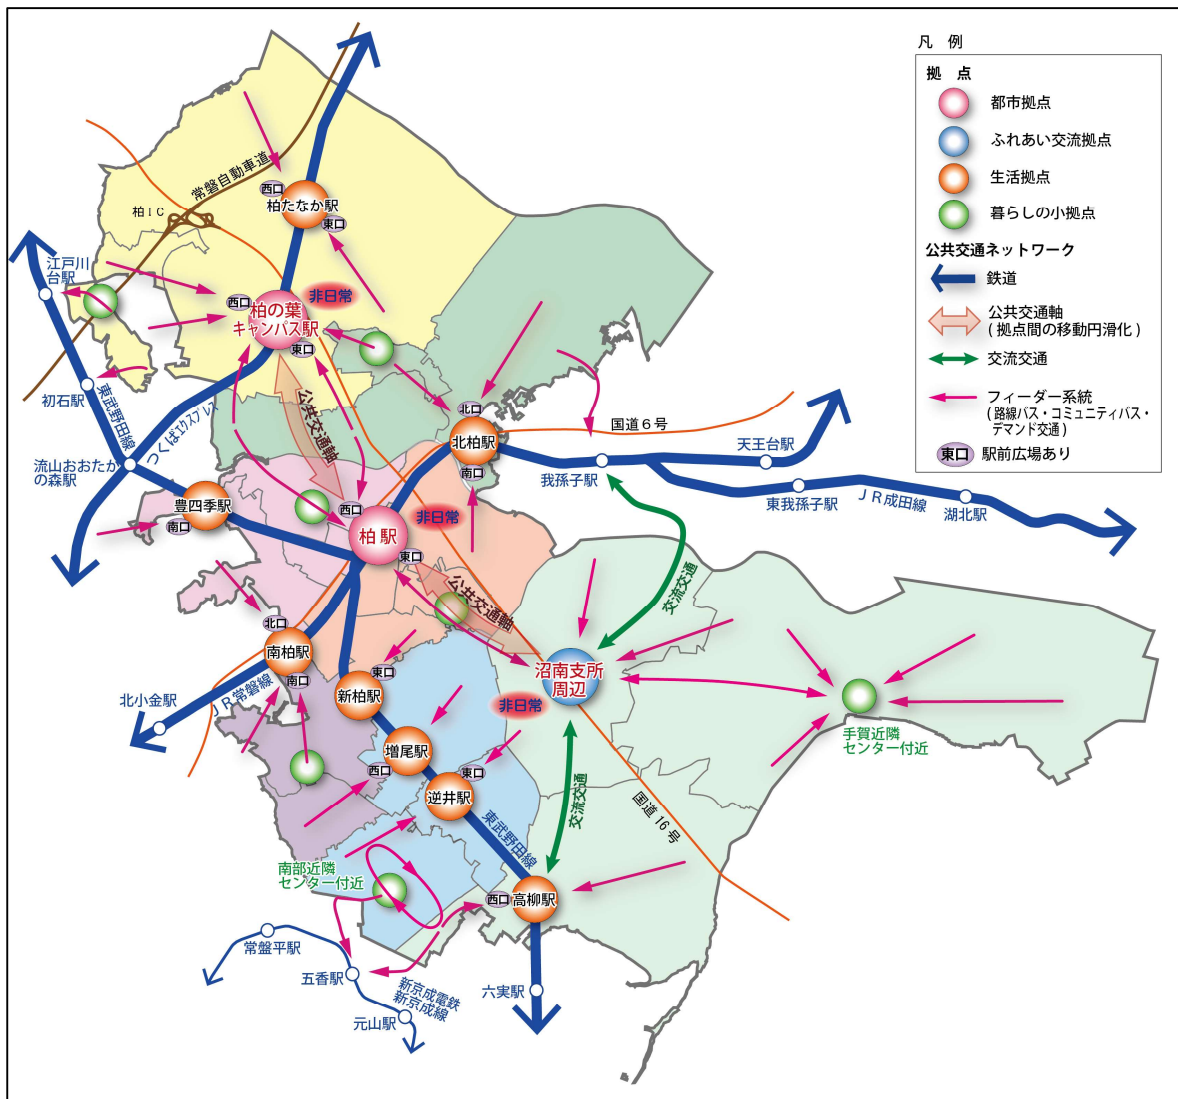 凡 例
拠 点
都市拠点
ふれあい交流拠点
生活拠点
暮らしの小拠点
公共交通ネットワーク
鉄道
公共交通軸
(拠点間の移動円滑化)
交流交通
フィーダー系統
(路線バス・コミュニティバス・
デマンド交通)
東口
駅前広場あり
常磐自動車道
柏IC
西口
柏たなか駅
東口
江戸川
台駅
西口
柏の葉
キャンパス駅
非日常
東口
初石駅
東武野田線
つくばエクスプレス
流山おおたか
の森駅
公共交通軸
北口
北柏駅
南口
国道6号
天王台駅
我孫子駅
東我孫子駅
JR成田線
湖北駅
豊四季駅
南口
西口
柏駅
非日常
東口
公共交通軸
交流交通
北口
南柏駅
南口
JR常磐線
北小金駅
東口
新柏駅
沼南支所
周辺
非日常
手賀近隣
センター付近
増尾駅
西口
東口
逆井駅
東武野田線
交流交通
国道16号
南部近隣
センター付近
西口
高柳駅
常盤平駅
五香駅
新京成電鉄
新京成線
元山駅
六実駅